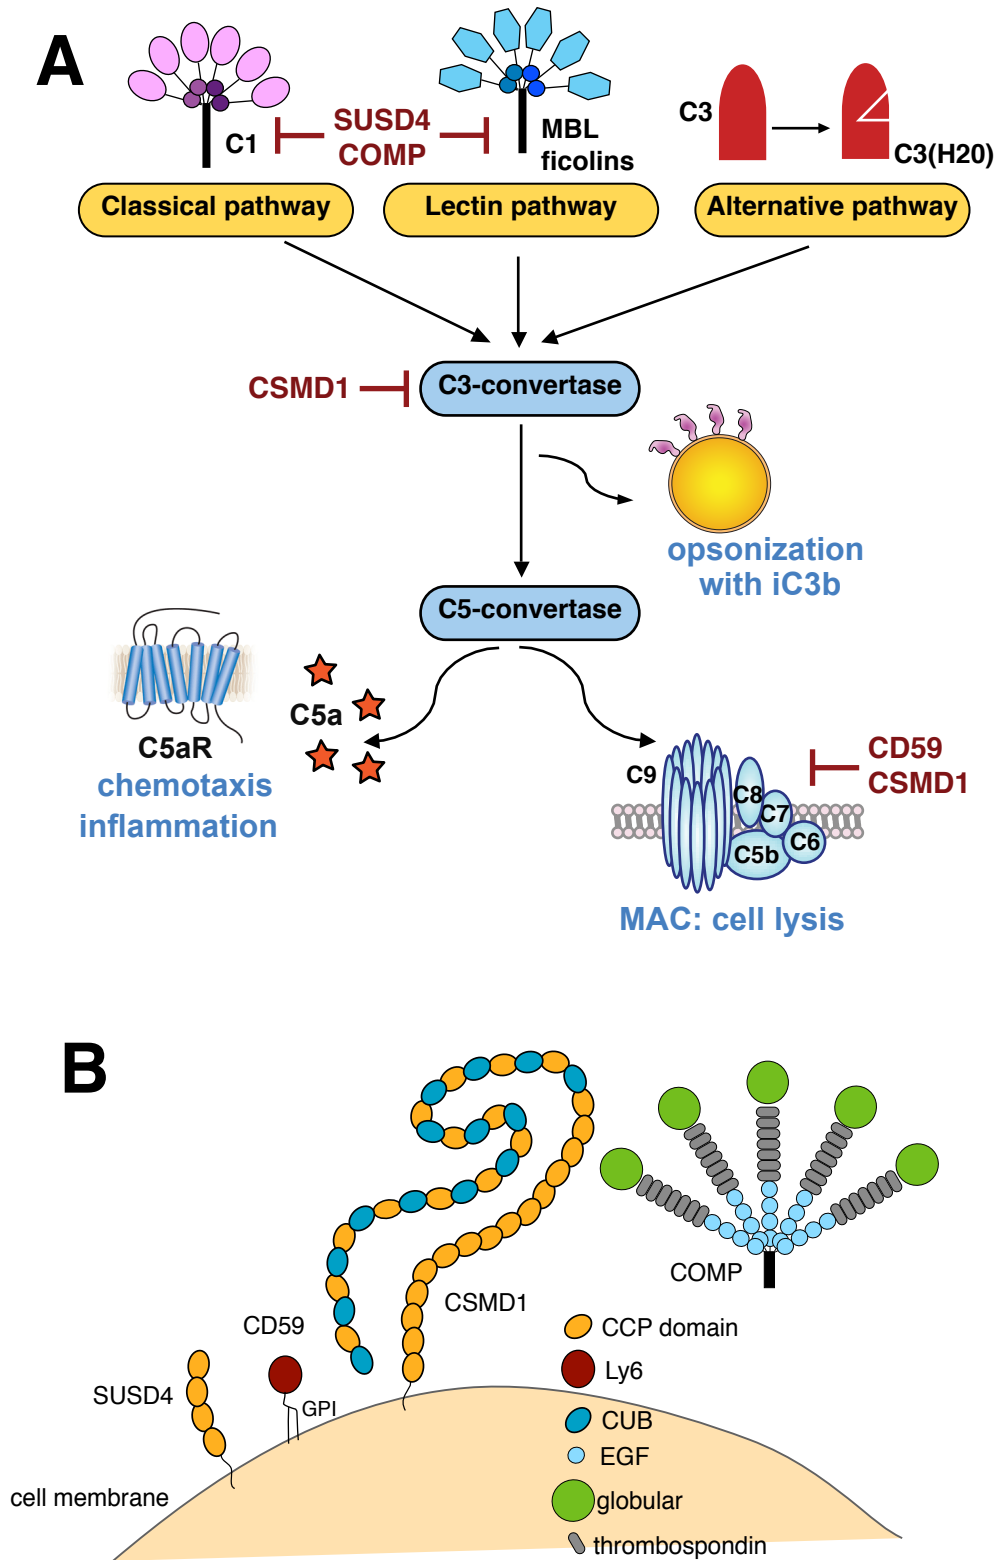 A
C1
SUSD4
COMP
MBL
ficolins
C3
C3(H20)
Classical pathway
Lectin pathway
Alternative pathway
CSMD1
C3-convertase
opsonization
with iC3b
C5-convertase
C5aR
chemotaxis
inflammation
C5a
C9
C8
C7
C6
C5b
CD59
CSMD1
MAC: cell lysis
B
COMP
CSMD1
CD59
SUSD4
GPI
cell membrane
CCP domain
Ly6
CUB
EGF
globular
thrombospondin